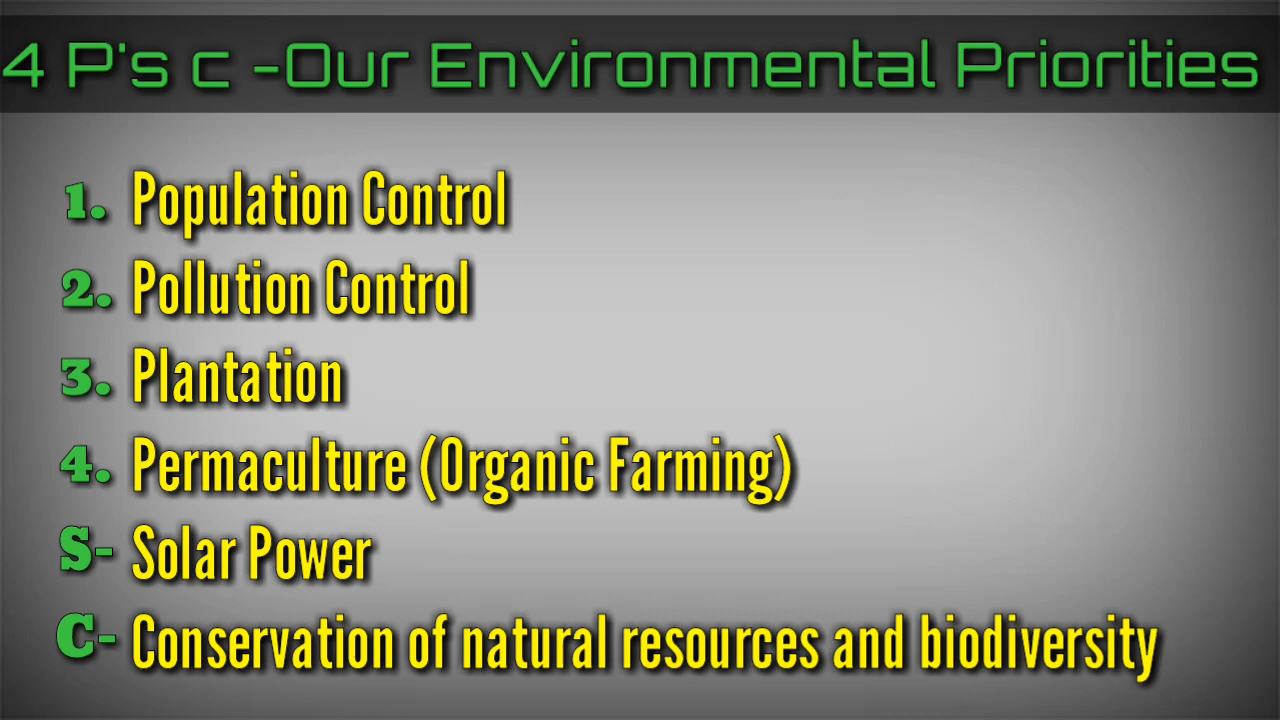 4 P's c -Our Environmental Priorities
1. Population Control
2. Pollution Control
3. Plantation
4. Permaculture (Organic Farming)
S- Solar Power
C- Conservation of natural resources and biodiversity